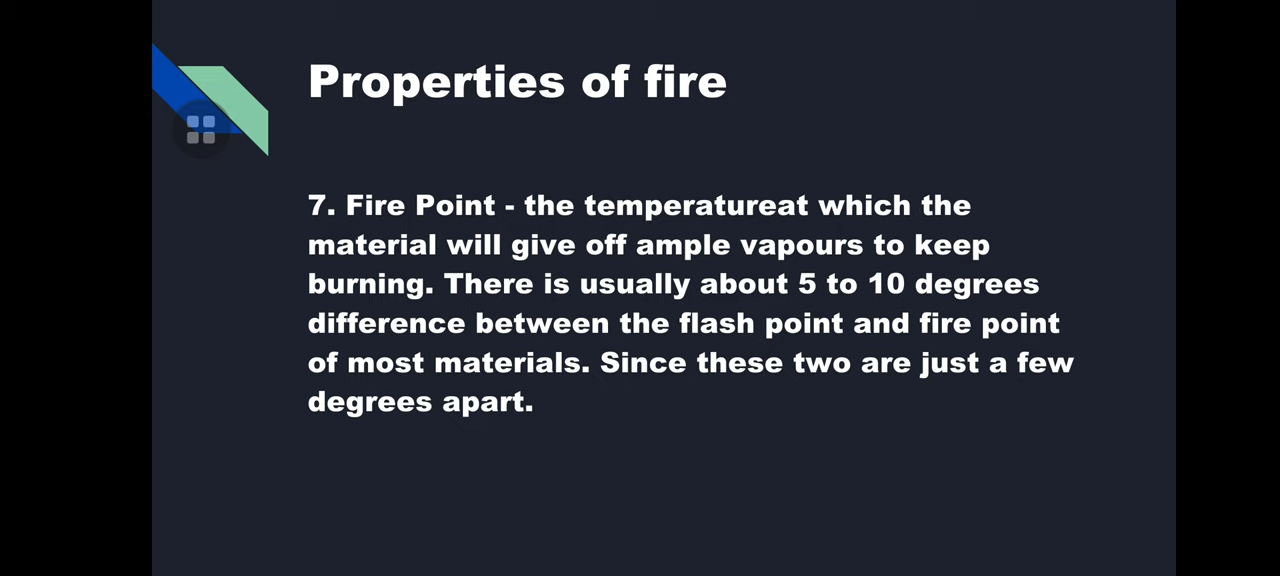 Properties of fire
7. Fire Point - the temperatureat which the
material will give off ample vapours to keep
burning. There is usually about 5 to 10 degrees
difference between the flash point and fire point
of most materials. Since these two are just a few
degrees apart.